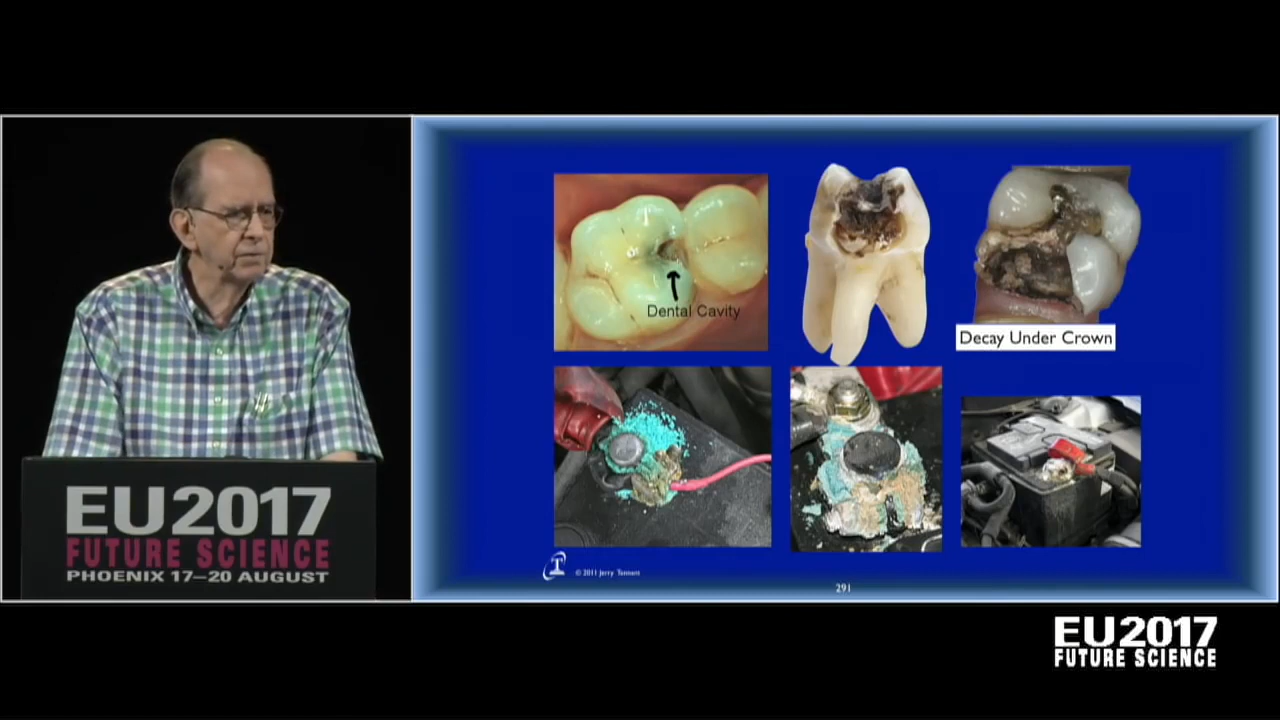 EU2017
FUTURE SCIENCE
PHOENIX 17–20 AUGUST
Dental Cavity
Decay Under Crown
T
© 2011 Jerry Tennant
291
EU2017
FUTURE SCIENCE